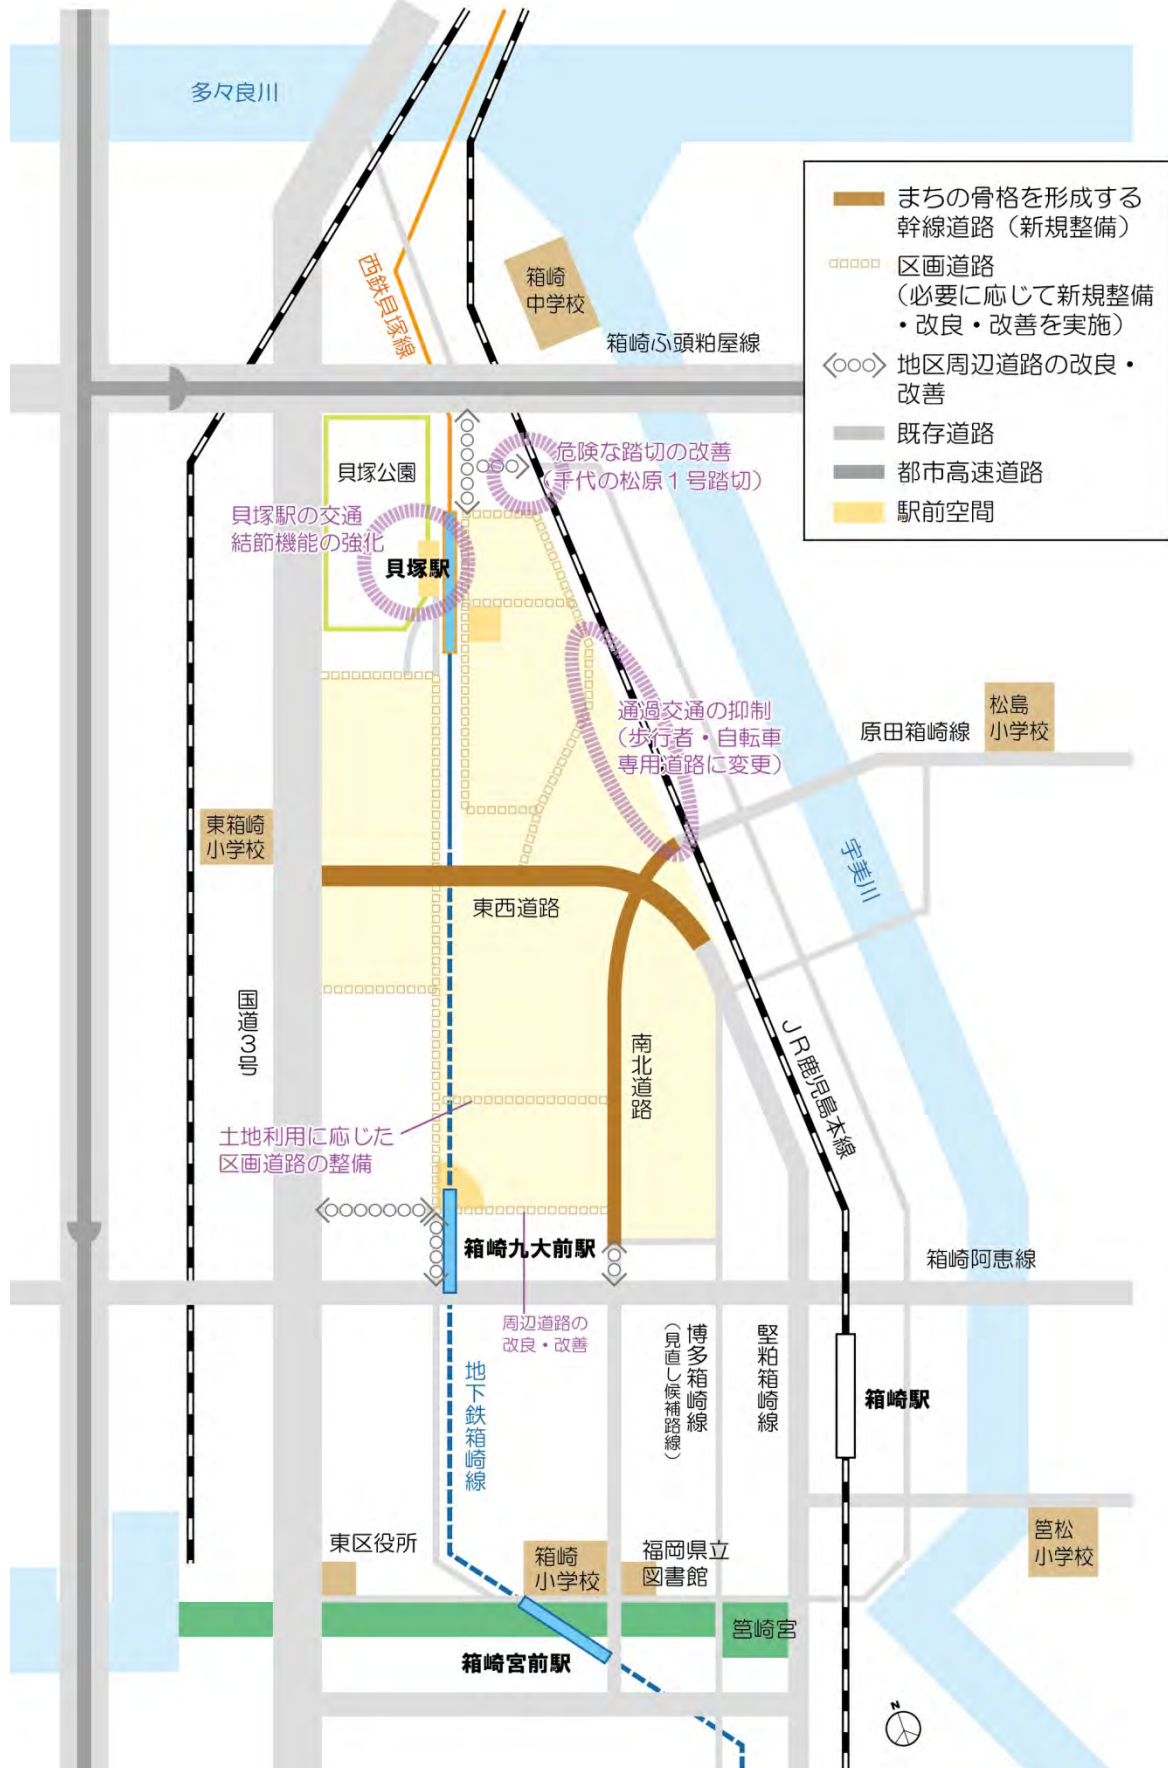 多々良川
まちの骨格を形成する
幹線道路（新規整備）
区画道路
（必要に応じて新規整備
・改良・改善を実施）
地区周辺道路の改良・
改善
既存道路
都市高速道路
駅前空間
西鉄貝塚線
箱崎
中学校
箱崎ふ頭粕屋線
貝塚公園
危険な踏切の改善
（千代の松原１号踏切）
貝塚駅の交通
結節機能の強化
貝塚駅
通過交通の抑制
（歩行者・自転車
専用道路に変更）
原田箱崎線
松島
小学校
東箱崎
小学校
宇美川
東西道路
国道３号
南北道路
ＪＲ鹿児島本線
土地利用に応じた
区画道路の整備
箱崎九大前駅
箱崎阿恵線
周辺道路の
改良・改善
地下鉄箱崎線
博多箱崎線
（見直し候補路線）
堅粕箱崎線
箱崎駅
東区役所
箱崎
小学校
福岡県立
図書館
筥松
小学校
筥崎宮
箱崎宮前駅
N